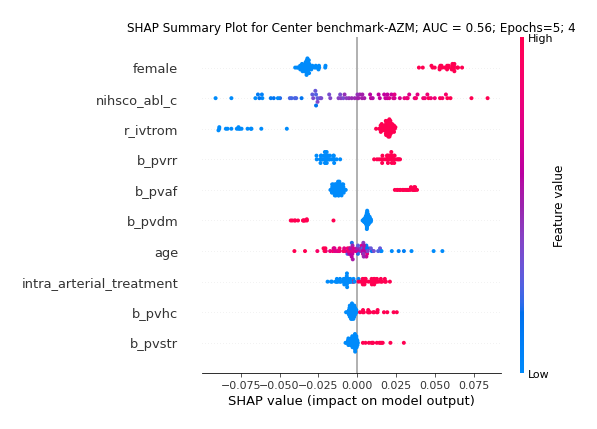 SHAP Summary Plot for Center benchmark-AZM; AUC = 0.56; Epochs=5; 4
High
female
nihsco_abl_c
r_ivtrom
b_pvrr
b_pvaf
b_pvdm
age
intra_arterial_treatment
b_pvhc
b_pvstr
Feature value
Low
−0.075 −0.050 −0.025 0.000 0.025 0.050 0.075
SHAP value (impact on model output)